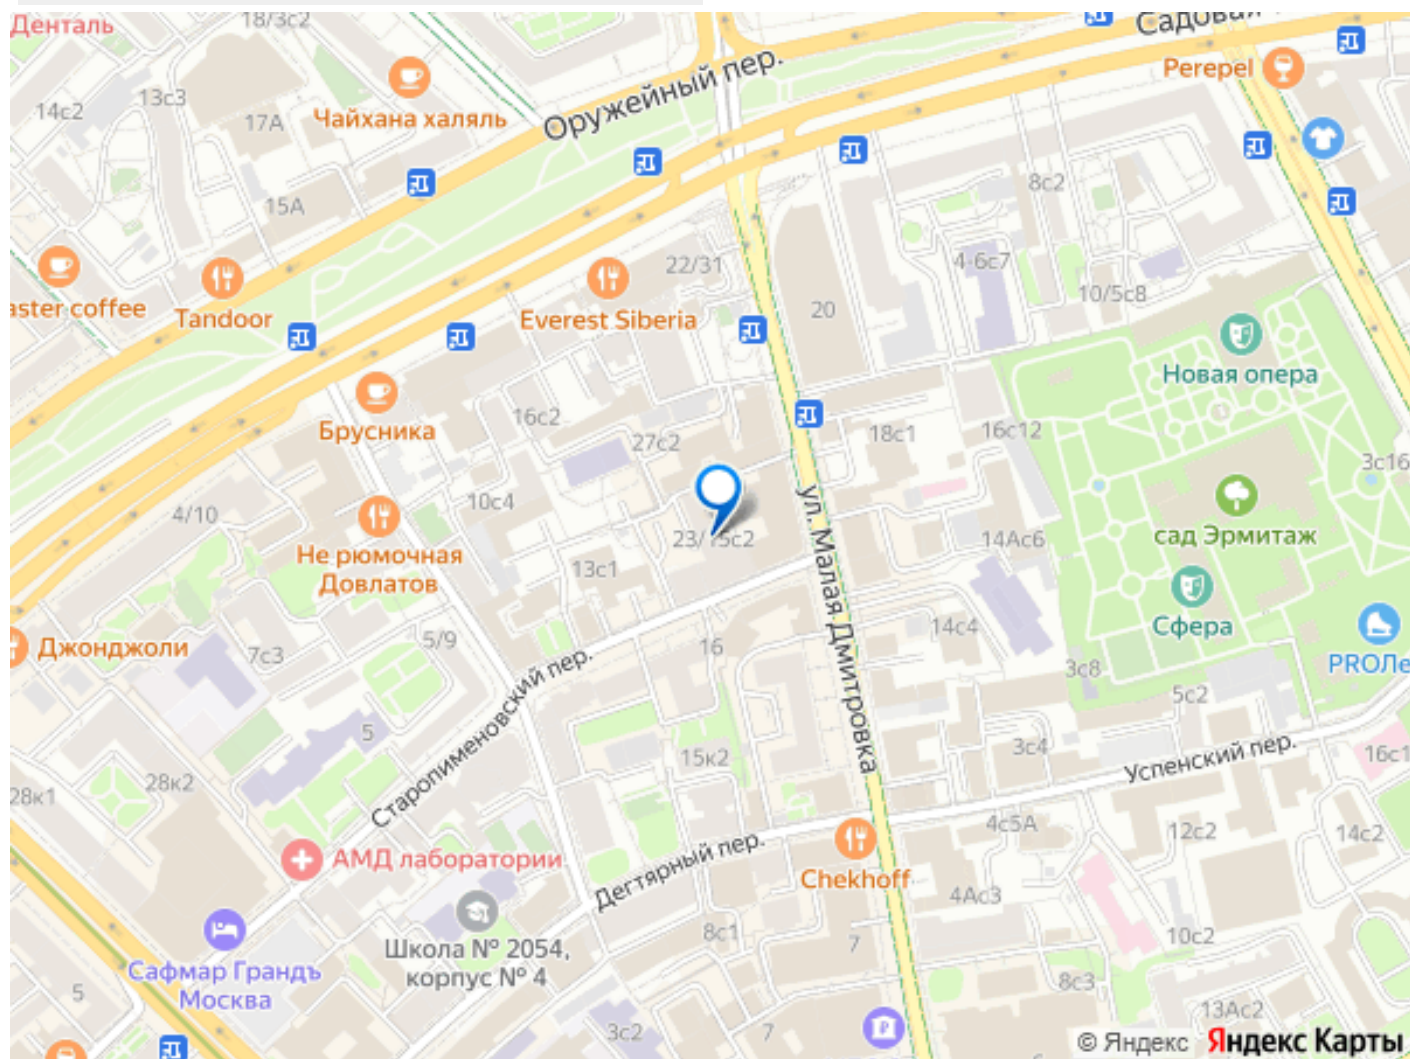 Денталь
18/3с2
Садовая
Perepel
14с2
13с3
17А
Чайхана халяль
Оружейный пер.
15А
8с2
aster coffee
Tandoor
22/31
Everest Siberia
20
4-6с7
10/5с8
Новая опера
Брусника
16с2
27с2
18с1
16с12
3с16
4/10
10с4
Не рюмочная
Довлатов
13с1
23/15с2
ул. Малая Дмитровка
14Ас6
сад Эрмитаж
Сфера
Джонджоли
7с3
5/9
16
14с4
3с8
PROЛе
5с2
Старопименовский пер.
5
28к2
28к1
15к2
3с4
Успенский пер.
16с1
АМД лаборатории
Дегтярный пер.
Chekhoff
4с5А
12с2
14с2
4Ас3
Школа № 2054,
корпус № 4
8с1
7
10с2
Сафмар Грандъ
Москва
5
3с2
7
8с3
13Ас2
© Яндекс Яндекс Карты